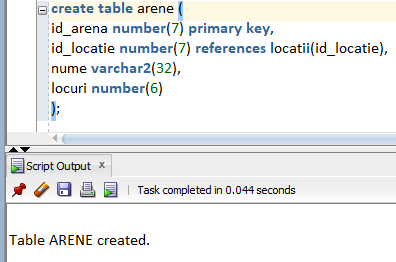 create table arene (
id_arena number(7) primary key,
id_locatie number(7) references locatii(id_locatie),
nume varchar2(32),
locuri number(6)
);
Script Output x
Task completed in 0.044 seconds
Table ARENE created.